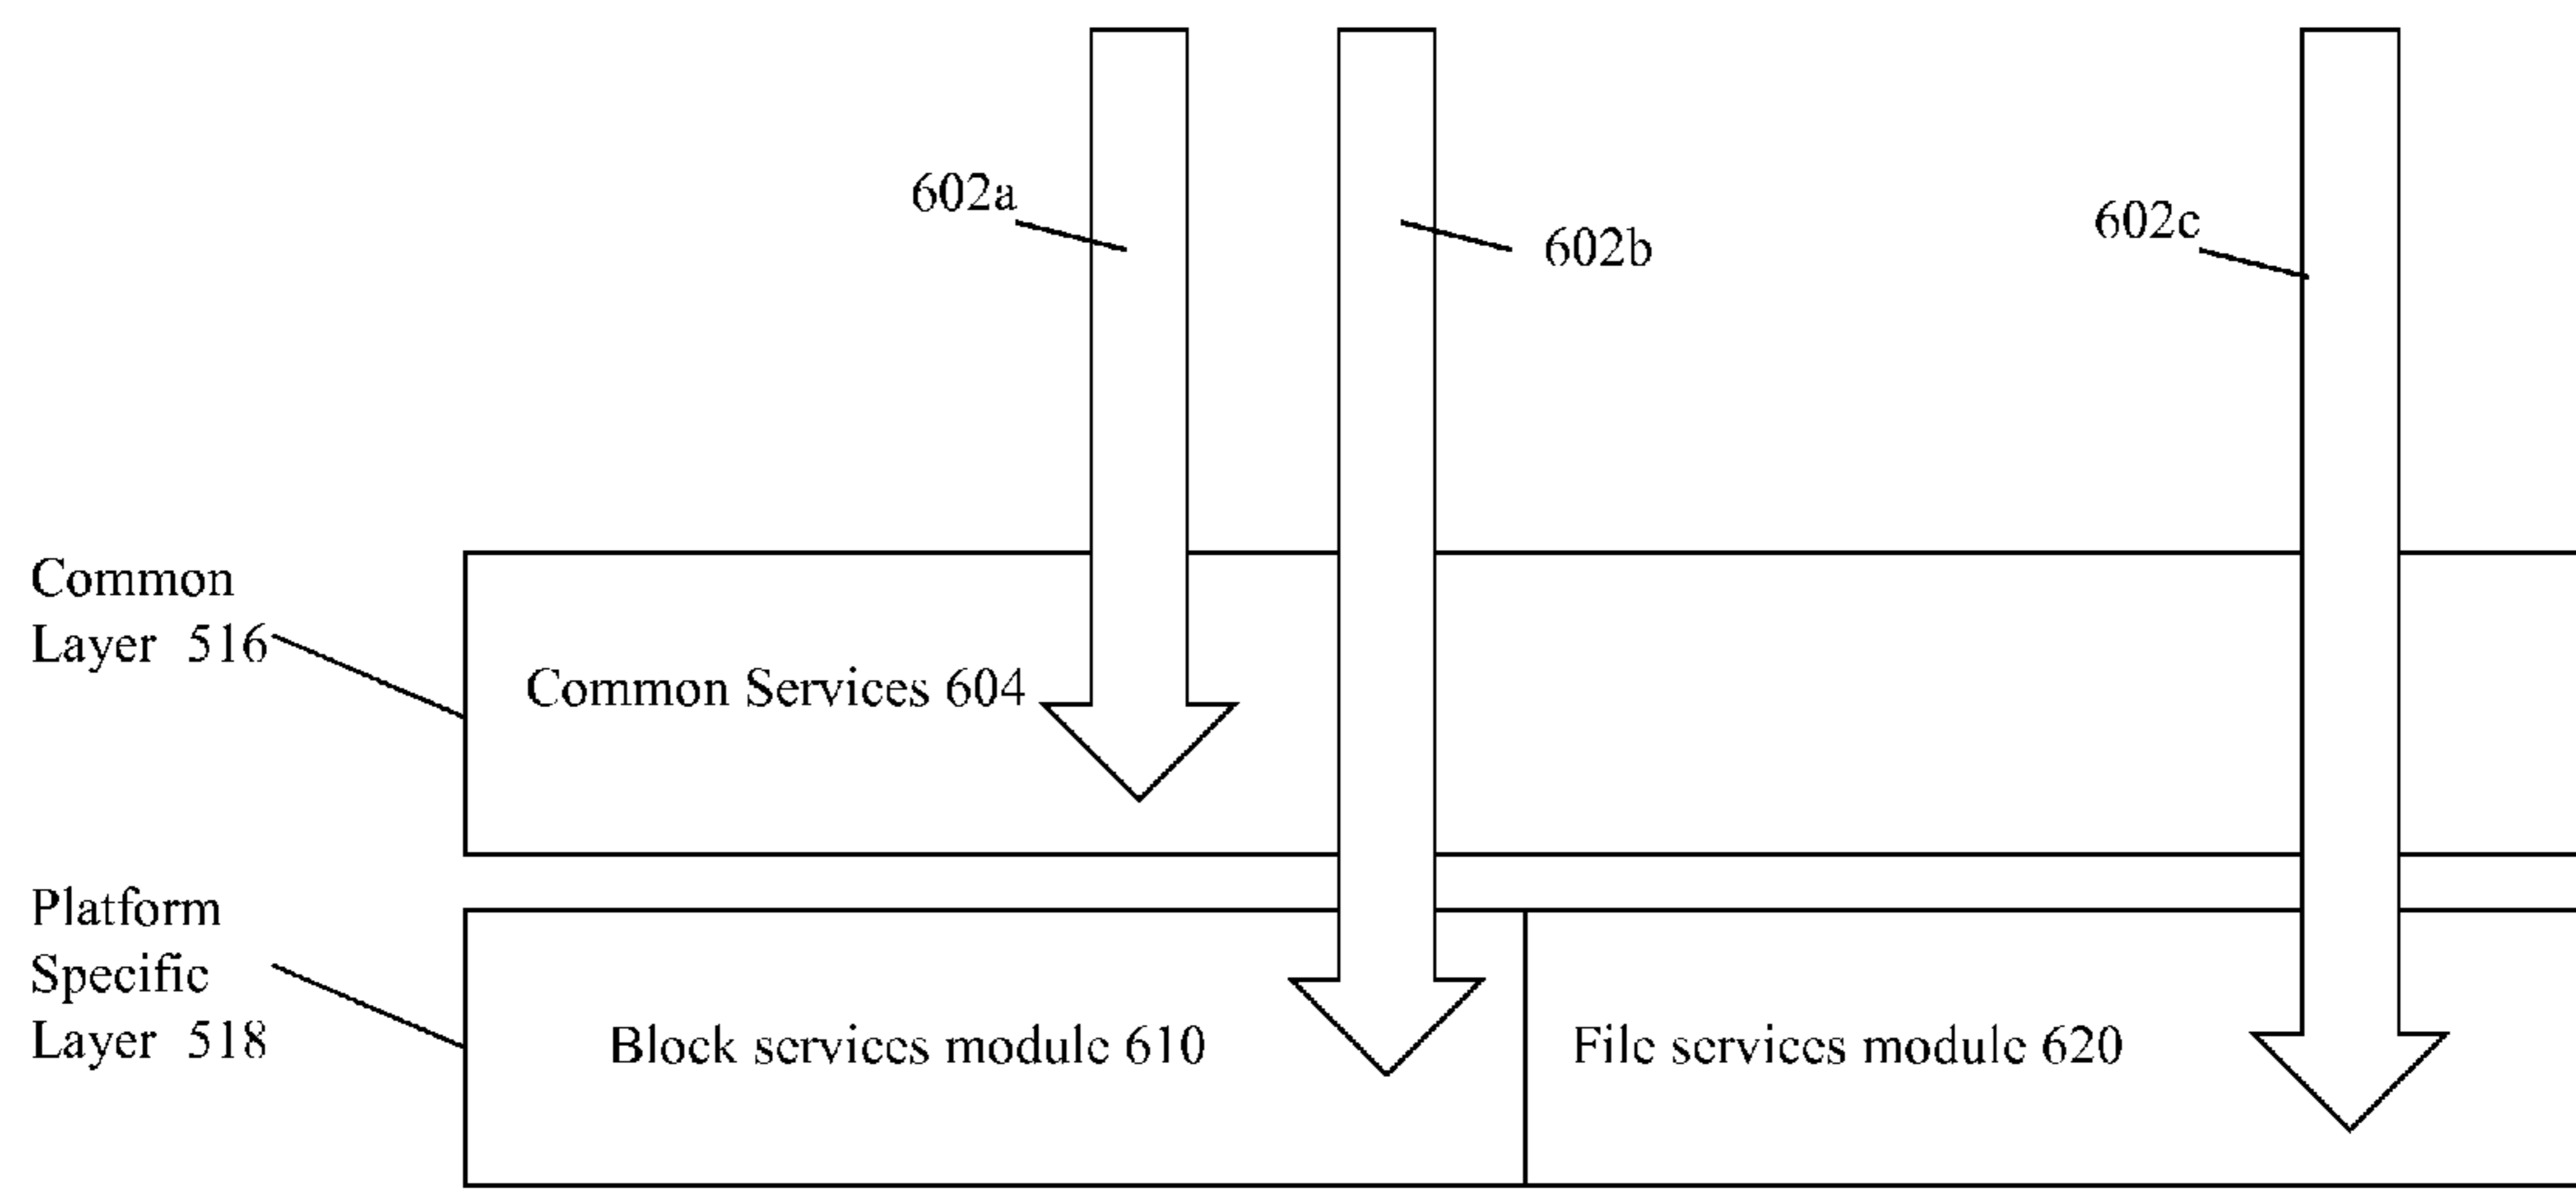 602a
602b
602c
Common
Layer 516
Common Services 604
Platform
Specific
Layer 518
Block services module 610
File services module 620